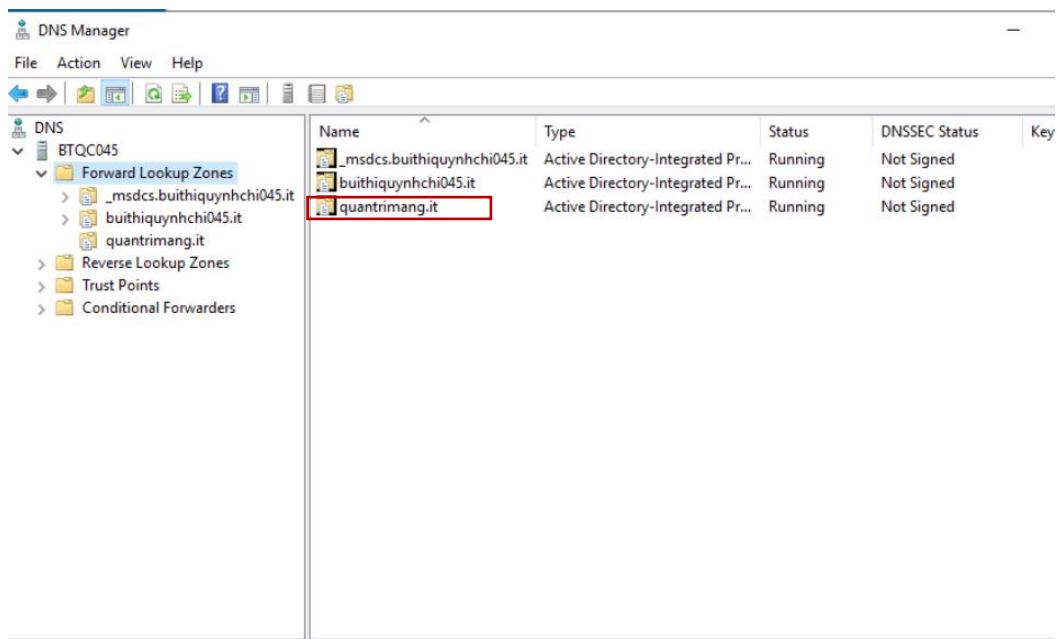 DNS Manager
File Action View Help
DNS
BTQC045
Forward Lookup Zones
_msdcs.buithiquynhchi045.it
buithiquynhchi045.it
quantrimang.it
Reverse Lookup Zones
Trust Points
Conditional Forwarders
Name Type Status DNSSEC Status Key
_msdcs.buithiquynhchi045.it Active Directory-Integrated Pr... Running Not Signed
buithiquynhchi045.it Active Directory-Integrated Pr... Running Not Signed
quantrimang.it Active Directory-Integrated Pr... Running Not Signed